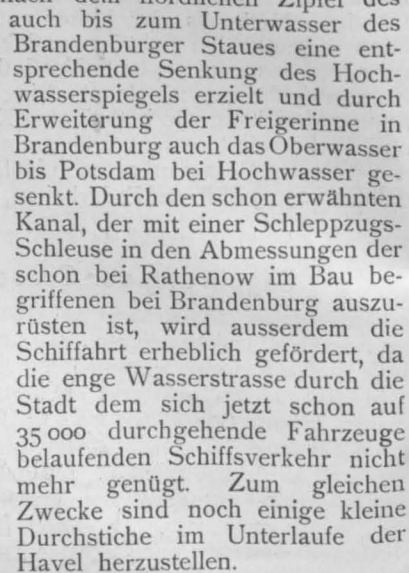 nach dem nördlichen Zipfel des
auch bis zum Unterwasser des
Brandenburger Staues eine ent-
sprechende Senkung des Hoch-
wasserspiegels erzielt und durch
Erweiterung der Freigerinne in
Brandenburg auch das Oberwasser
bis Potsdam bei Hochwasser ge-
senkt. Durch den schon erwähnten
Kanal, der mit einer Schleppzugs-
Schleuse in den Abmessungen der
schon bei Rathenow im Bau be-
griffenen bei Brandenburg auszu-
rüsten ist, wird ausserdem die
Schiffahrt erheblich gefördert, da
die enge Wasserstrasse durch die
Stadt dem sich jetzt schon auf
35 000 durchgehende Fahrzeuge
belaufenden Schiffsverkehr nicht
mehr genügt. Zum gleichen
Zwecke sind noch einige kleine
Durchstiche im Unterlaufe der
Havel herzustellen.